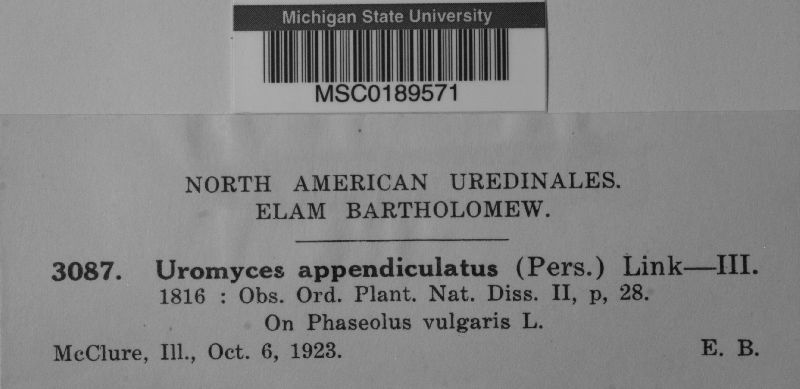 Michigan State University
MSC0189571
NORTH AMERICAN UREDINALES.
ELAM BARTHOLOMEW.
3087. Uromyces appendiculatus (Pers.) Link—III.
1816 : Obs. Ord. Plant. Nat. Diss. II, p, 28.
On Phaseolus vulgaris L.
McClure, Ill., Oct. 6, 1923. E. B.